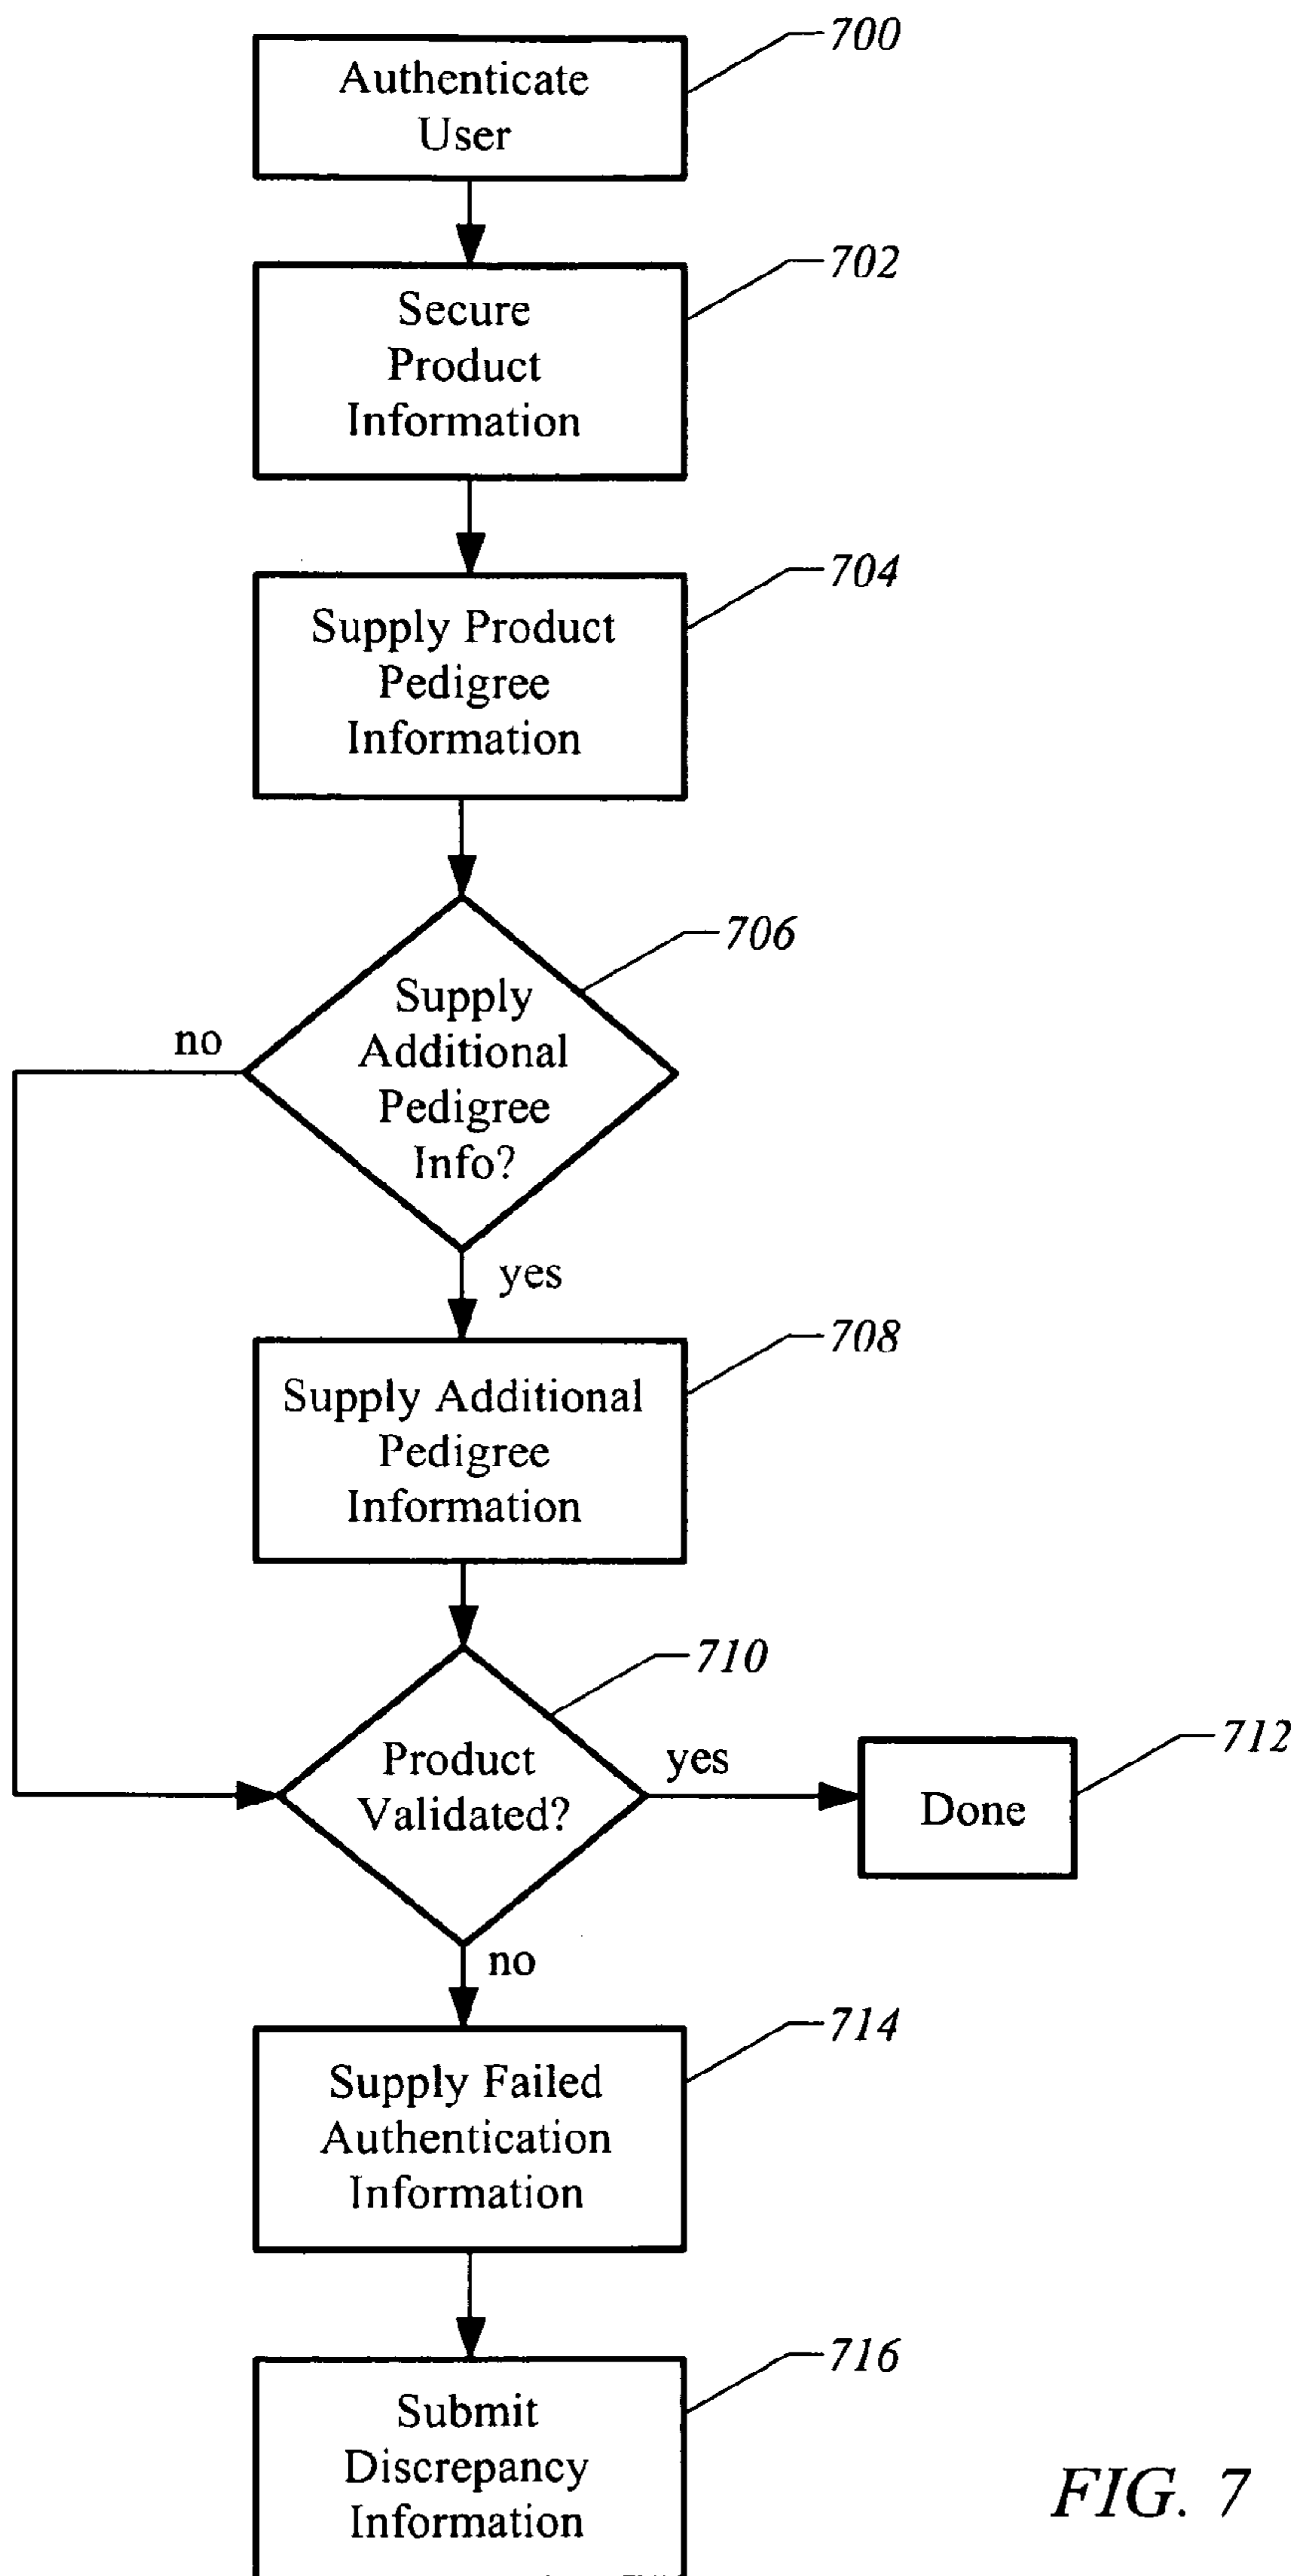 700
Authenticate
User
702
Secure
Product
Information
704
Supply Product
Pedigree
Information
706
Supply
Additional
Pedigree
Info?
no
yes
708
Supply Additional
Pedigree
Information
710
Product
Validated?
yes
712
Done
no
714
Supply Failed
Authentication
Information
716
Submit
Discrepancy
Information
FIG. 7